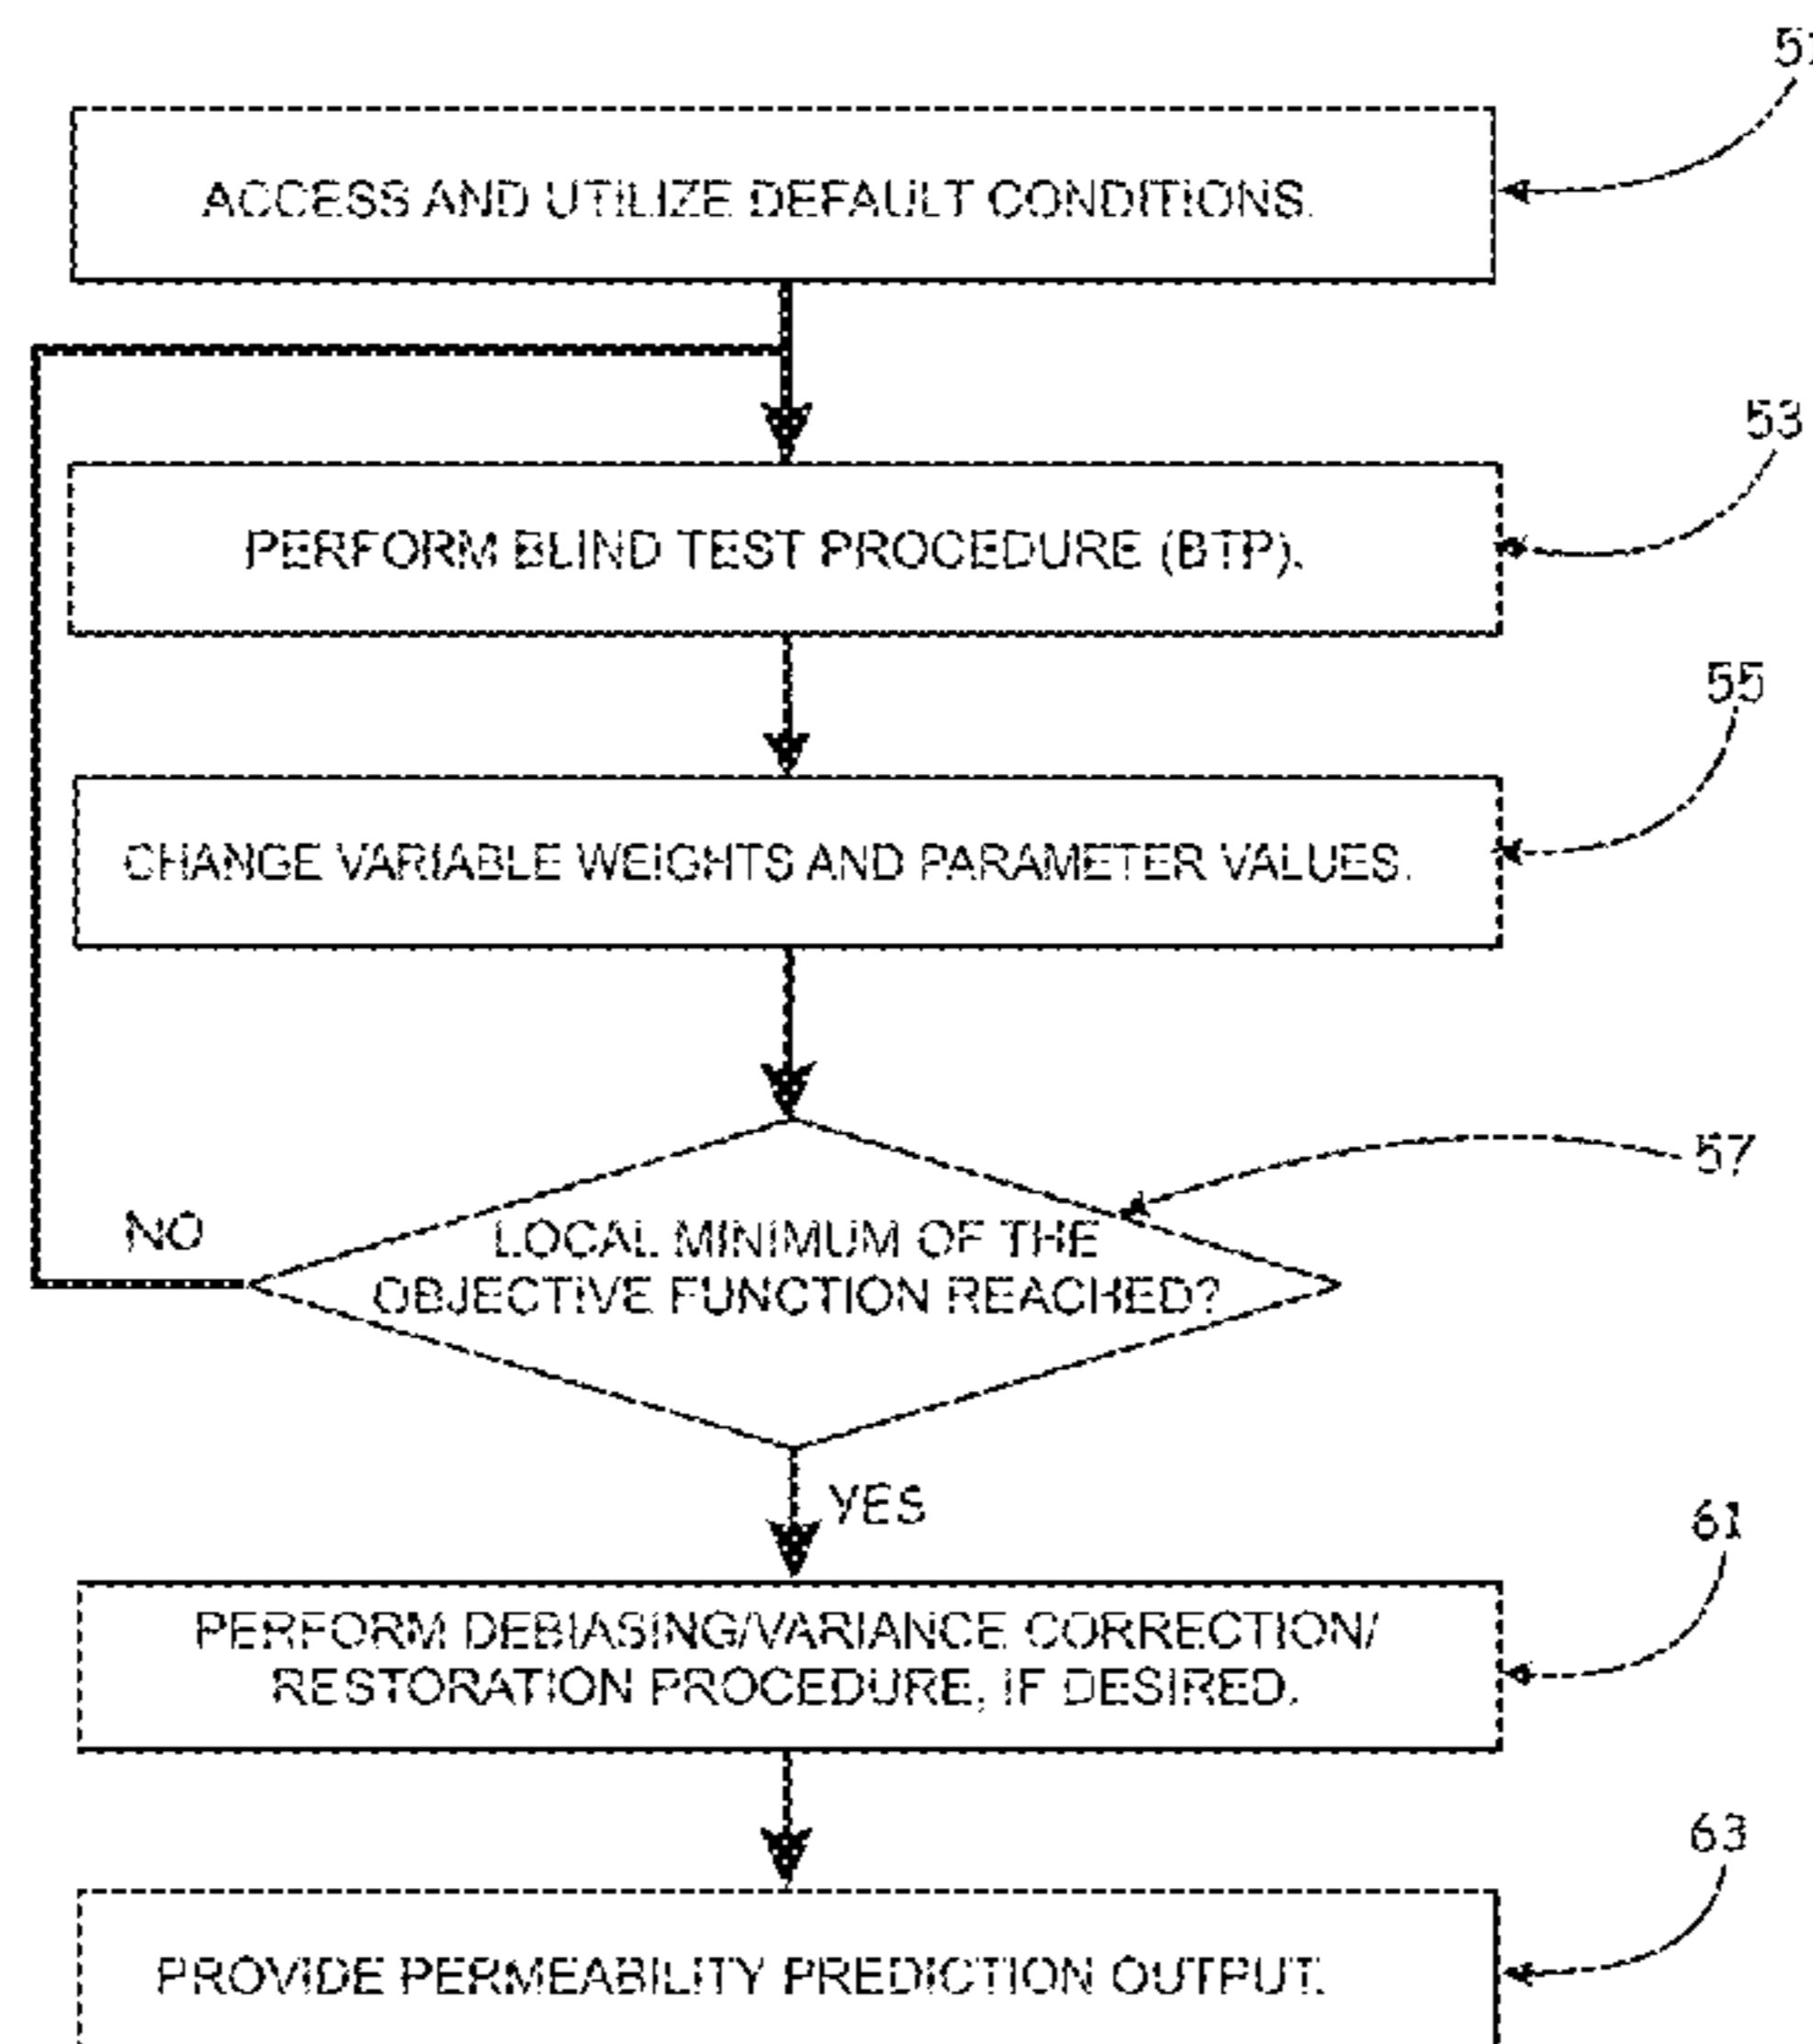 ACCESS AND UTILIZE DEFAULT CONDITIONS.
53
PERFORM BLIND TEST PROCEDURE (BTP).
55
CHANGE VARIABLE WEIGHTS AND PARAMETER VALUES.
57
NO
LOCAL MINIMUM OF THE
OBJECTIVE FUNCTION REACHED?
YES
61
PERFORM DEBIASING/VARIANCE CORRECTION/
RESTORATION PROCEDURE, IF DESIRED.
63
PROVIDE PERMEABILITY PREDICTION OUTPUT.